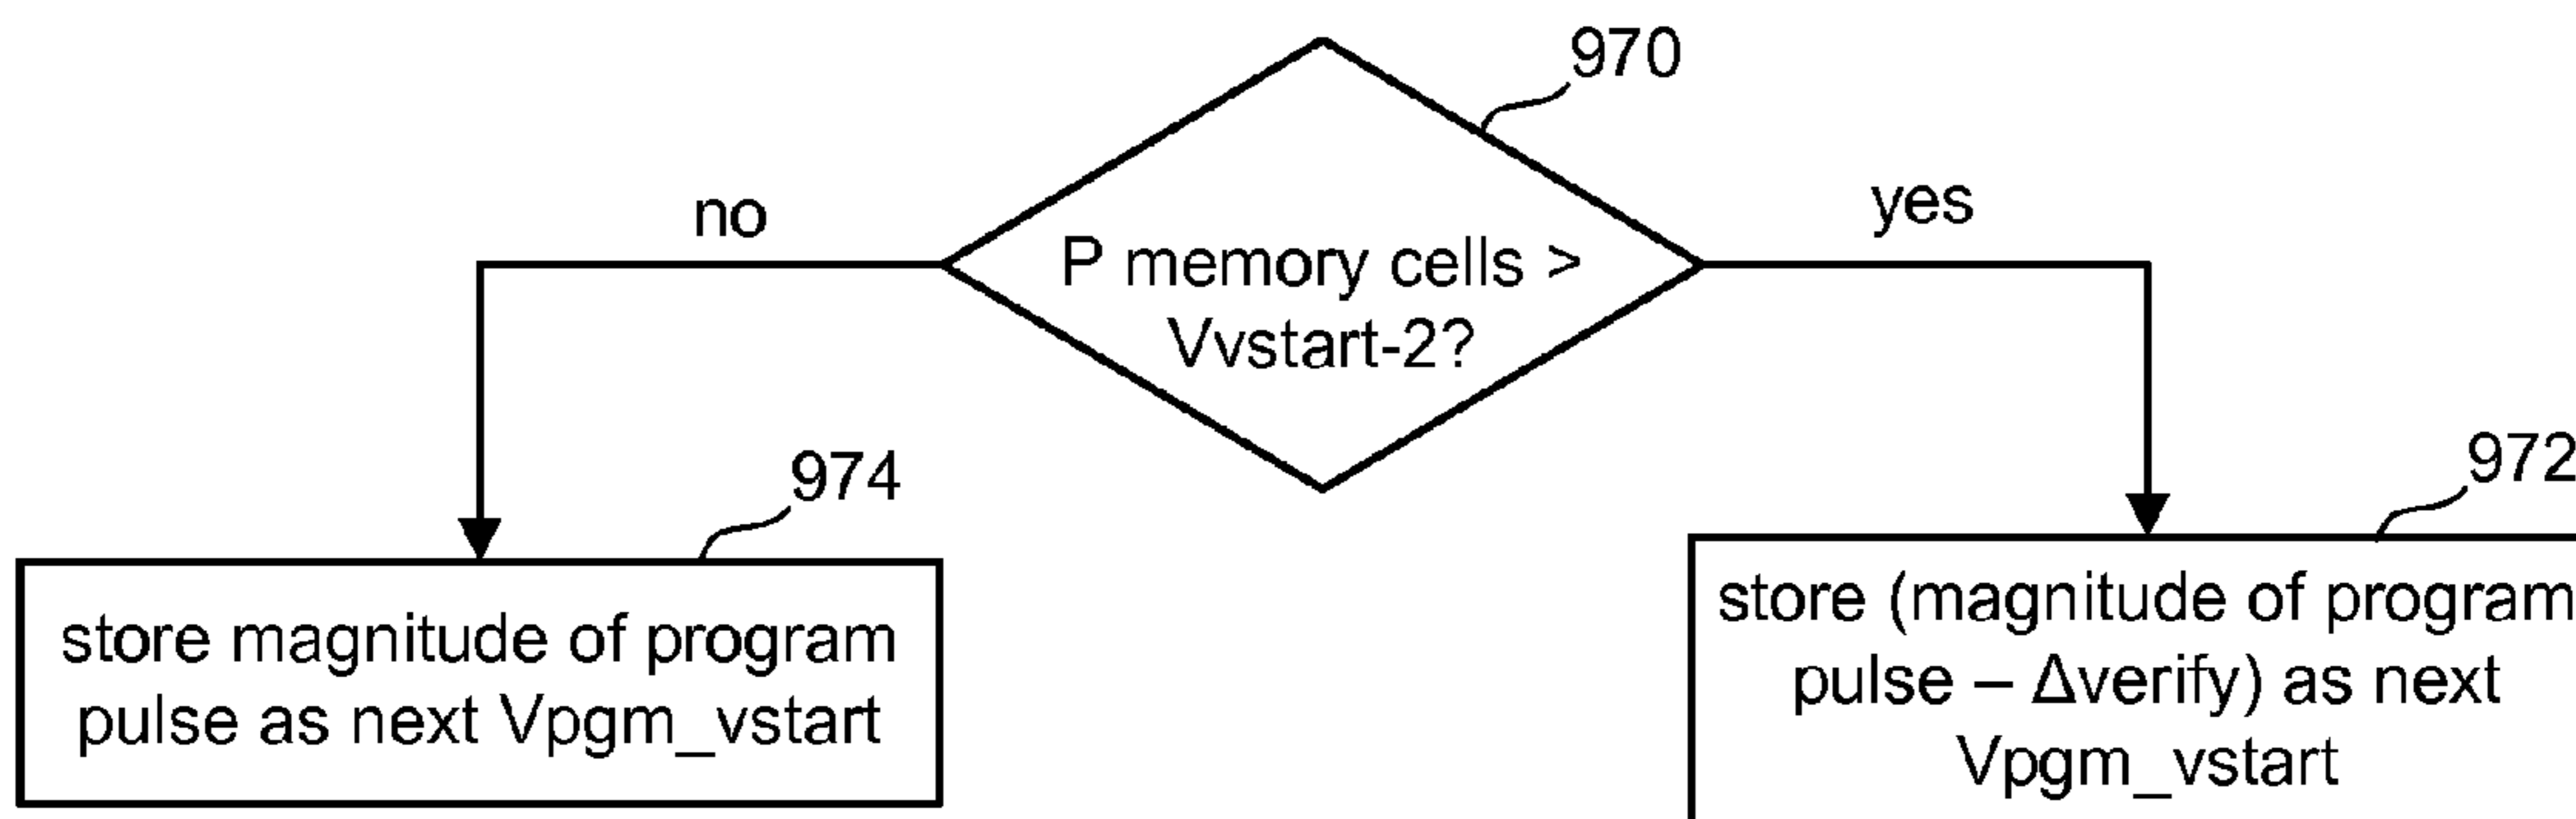 970
P memory cells >
Vvstart-2?
no
yes
974
store magnitude of program
pulse as next Vpgm_vstart
972
store (magnitude of program
pulse – Δverify) as next
Vpgm_vstart